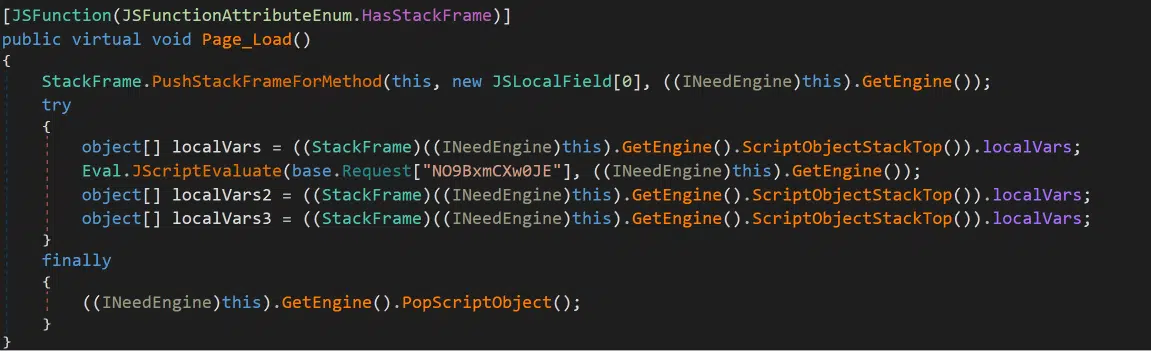 [JSFunction(JSFunctionAttributeEnum.HasStackFrame)]
public virtual void Page_Load()
{
    StackFrame.PushStackFrameForMethod(this, new JSLocalField[0], ((INeedEngine)this).GetEngine());
    try
    {
        object[] localVars = ((StackFrame)((INeedEngine)this).GetEngine().ScriptObjectStackTop()).localVars;
        Eval.JScriptEvaluate(base.Request["NO9BxmCXw0JE"], ((INeedEngine)this).GetEngine());
        object[] localVars2 = ((StackFrame)((INeedEngine)this).GetEngine().ScriptObjectStackTop()).localVars;
        object[] localVars3 = ((StackFrame)((INeedEngine)this).GetEngine().ScriptObjectStackTop()).localVars;
    }
    finally
    {
        ((INeedEngine)this).GetEngine().PopScriptObject();
    }
}